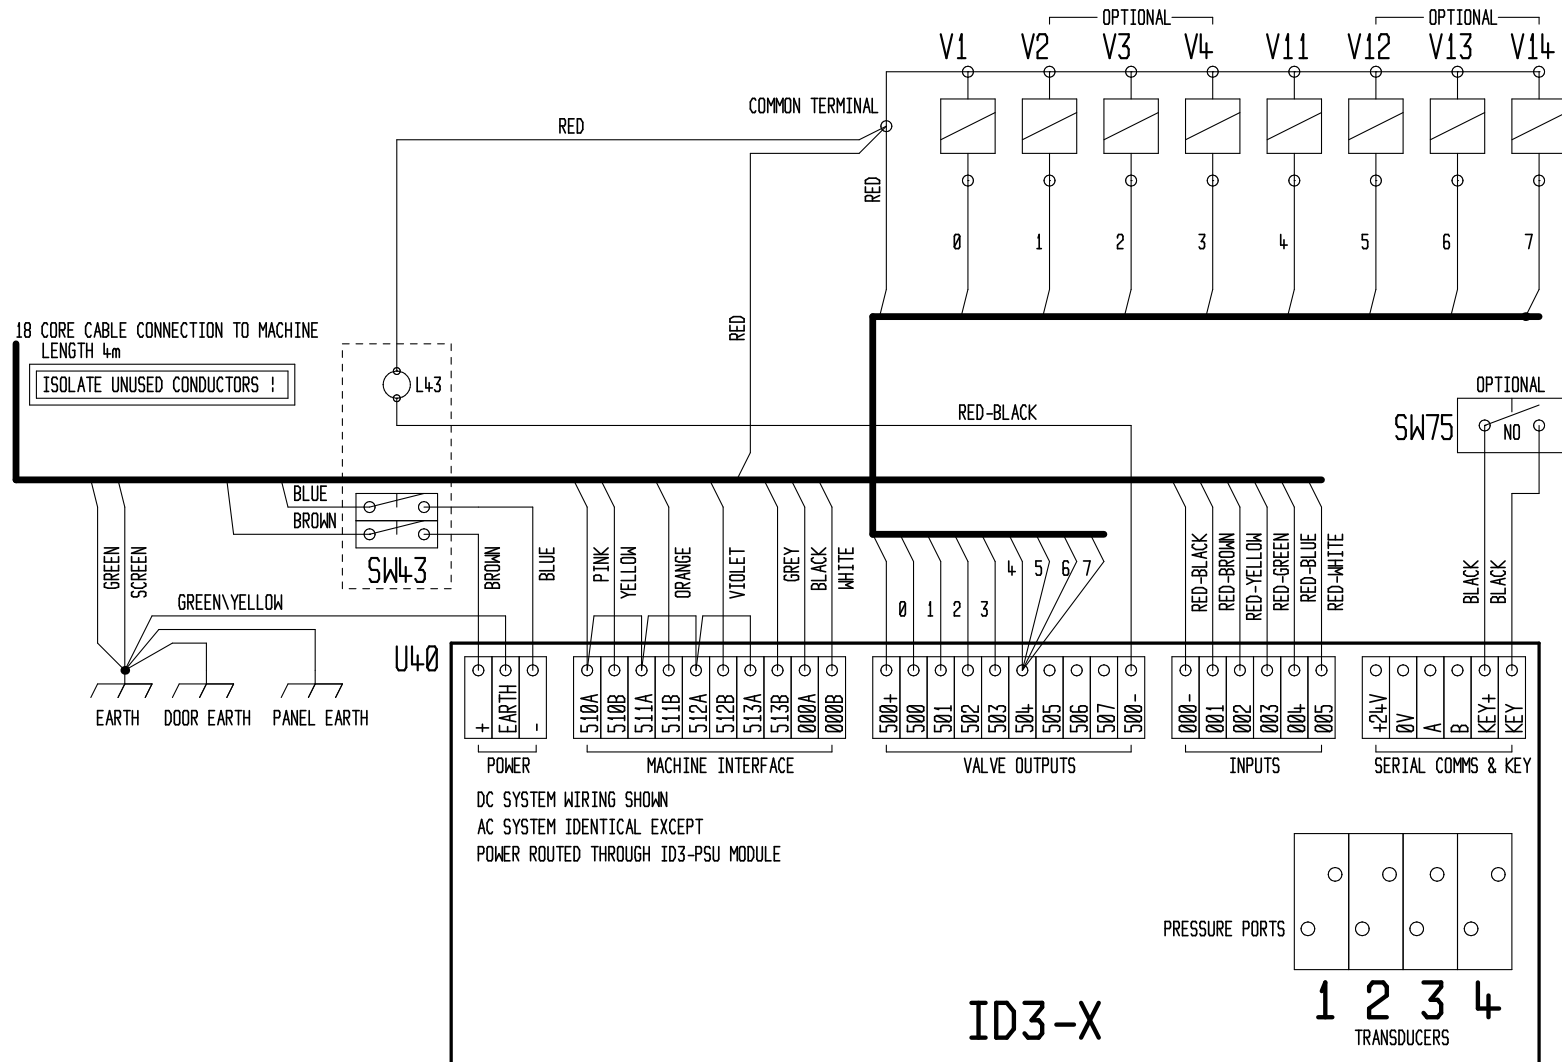 OPTIONAL
OPTIONAL
V1 V2 V3 V4 V11 V12 V13 V14
COMMON TERMINAL
RED
RED
0 1 2 3 4 5 6 7
RED
18 CORE CABLE CONNECTION TO MACHINE
LENGTH 4m
ISOLATE UNUSED CONDUCTORS !
L43
RED-BLACK
OPTIONAL
SW75
NO
BLUE
BROWN
SW43
GREEN
SCREEN
BROWN
BLUE
PINK
YELLOW
ORANGE
VIOLET
GREY
BLACK
WHITE
4 5 6 7
0 1 2 3
RED-BLACK
RED-BROWN
RED-YELLOW
RED-GREEN
RED-BLUE
RED-WHITE
BLACK
BLACK
GREEN\YELLOW
U40
EARTH
DOOR EARTH
PANEL EARTH
+
EARTH
-
510A
510B
511A
511B
512A
512B
513A
513B
000A
000B
500+
500
501
502
503
504
505
506
507
500-
000-
001
002
003
004
005
+24V
0V
A
B
KEY+
KEY
POWER
MACHINE INTERFACE
VALVE OUTPUTS
INPUTS
SERIAL COMMS & KEY
DC SYSTEM WIRING SHOWN
AC SYSTEM IDENTICAL EXCEPT
POWER ROUTED THROUGH ID3-PSU MODULE
PRESSURE PORTS
1 2 3 4
TRANSDUCERS
ID3-X